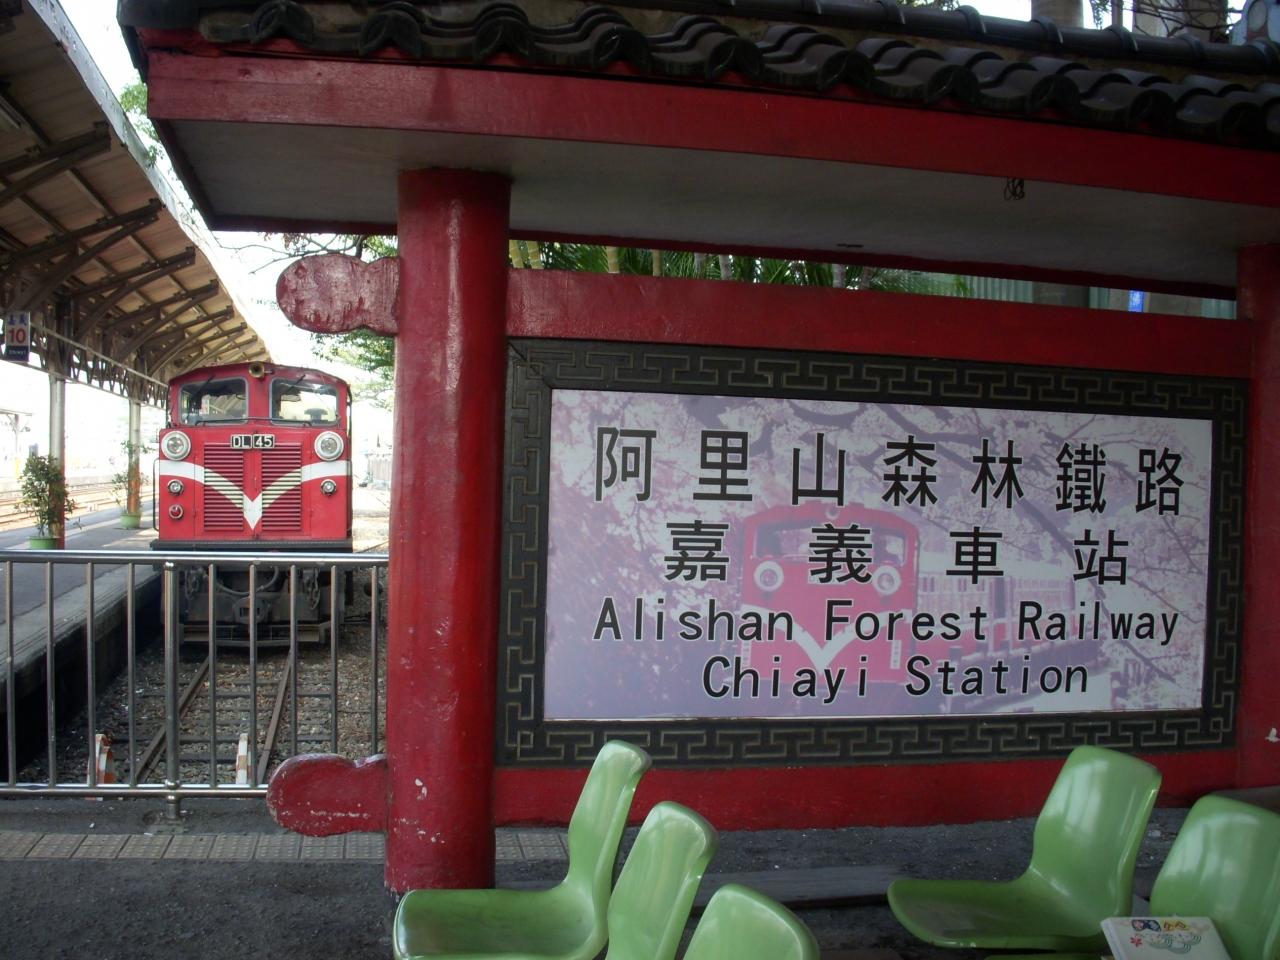 10
DL 45
阿里山森林鐵路
嘉義車站
Alishan Forest Railway
Chiayi Station